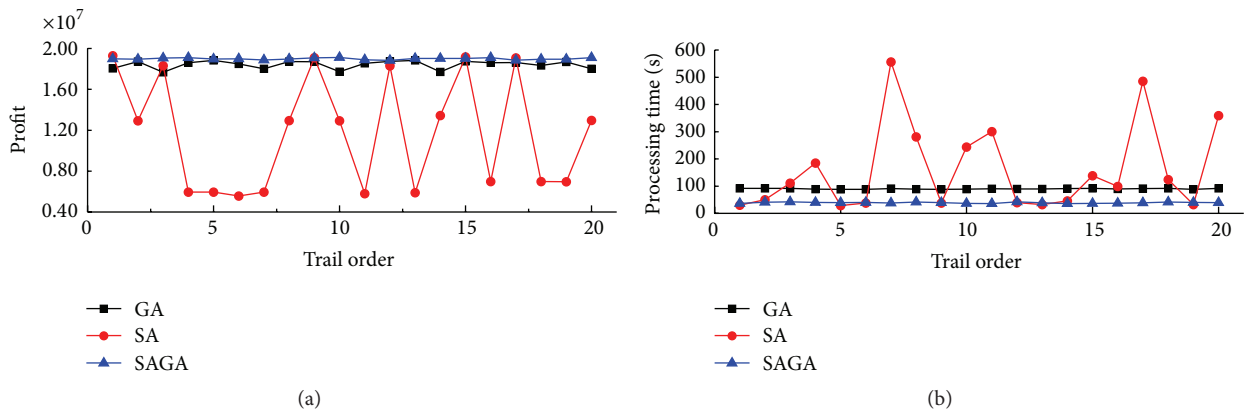 ×10⁷
2.00
1.60
1.20
0.80
0.40
Profit
0 5 10 15 20
Trail order
GA
SA
SAGA
(a)
600
500
400
300
200
100
0
Processing time (s)
0 5 10 15 20
Trail order
GA
SA
SAGA
(b)